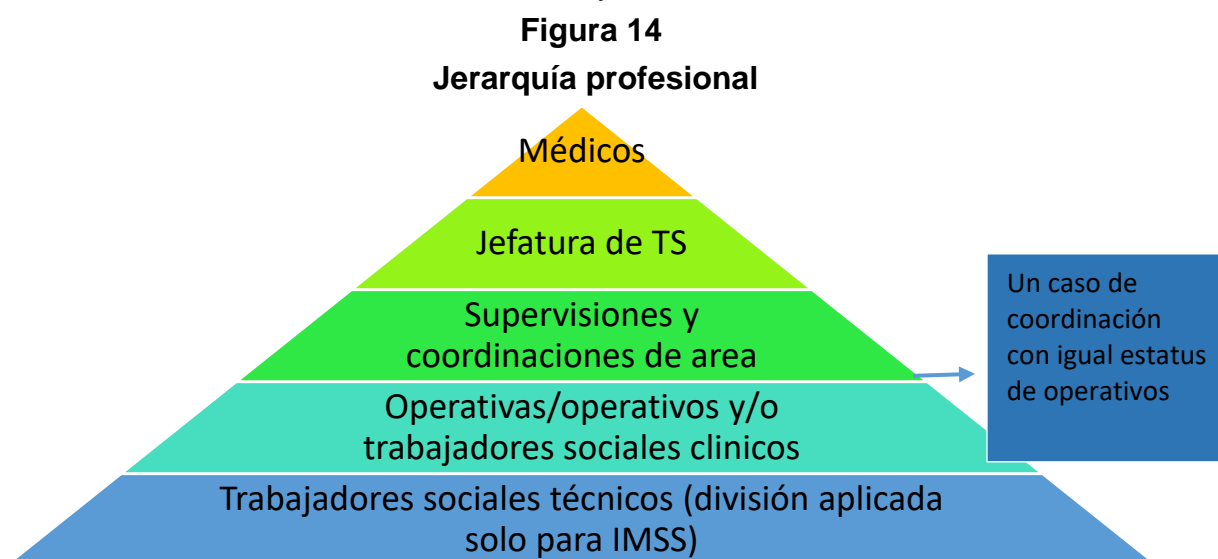 Figura 14
Jerarquía profesional
Médicos
Jefatura de TS
Supervisiones y
coordinaciones de area
Operativas/operativos y/o
trabajadores sociales clinicos
Trabajadores sociales técnicos (división aplicada
solo para IMSS)
Un caso de
coordinación
con igual estatus
de operativos